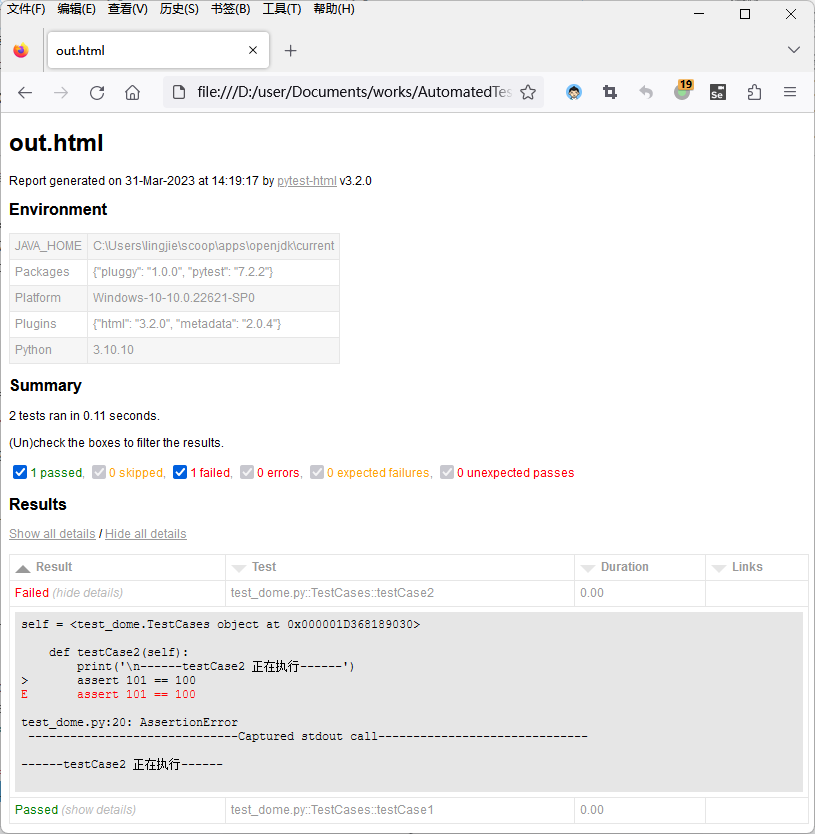 文件(F) 编辑(E) 查看(V) 历史(S) 书签(B) 工具(T) 帮助(H)
out.html
file:///D:/user/Documents/works/AutomatedTes
19
Se
out.html
Report generated on 31-Mar-2023 at 14:19:17 by pytest-html v3.2.0
Environment
JAVA_HOME C:\Users\lingjie\scoop\apps\openjdk\current
Packages {"pluggy": "1.0.0", "pytest": "7.2.2"}
Platform Windows-10-10.0.22621-SP0
Plugins {"html": "3.2.0", "metadata": "2.0.4"}
Python 3.10.10
Summary
2 tests ran in 0.11 seconds.
(Un)check the boxes to filter the results.
1 passed, 0 skipped, 1 failed, 0 errors, 0 expected failures, 0 unexpected passes
Results
Show all details / Hide all details
Result Test Duration Links
Failed (hide details) test_dome.py::TestCases::testCase2 0.00
self = <test_dome.TestCases object at 0x000001D368189030>
def testCase2(self):
print('\n------testCase2 正在执行------')
> assert 101 == 100
E assert 101 == 100
test_dome.py:20: AssertionError
------------------------------Captured stdout call------------------------------
------testCase2 正在执行------
Passed (show details) test_dome.py::TestCases::testCase1 0.00